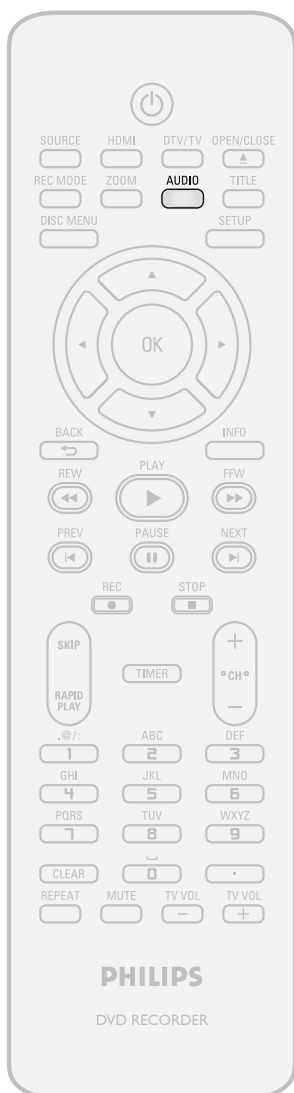 SOURCE HDMI DTV/TV OPEN/CLOSE
REC MODE ZOOM AUDIO TITLE
DISC MENU SETUP
OK
BACK INFO
REW PLAY FFW
PREV PAUSE NEXT
REC STOP
SKIP
RAPID
PLAY
TIMER
+
CH
−
.@/: ABC DEF
1 2 3
GHI JKL MNO
4 5 6
PQRS TUV WXYZ
7 8 9
CLEAR 0 .
REPEAT MUTE TV VOL TV VOL
− +
PHILIPS
DVD RECORDER